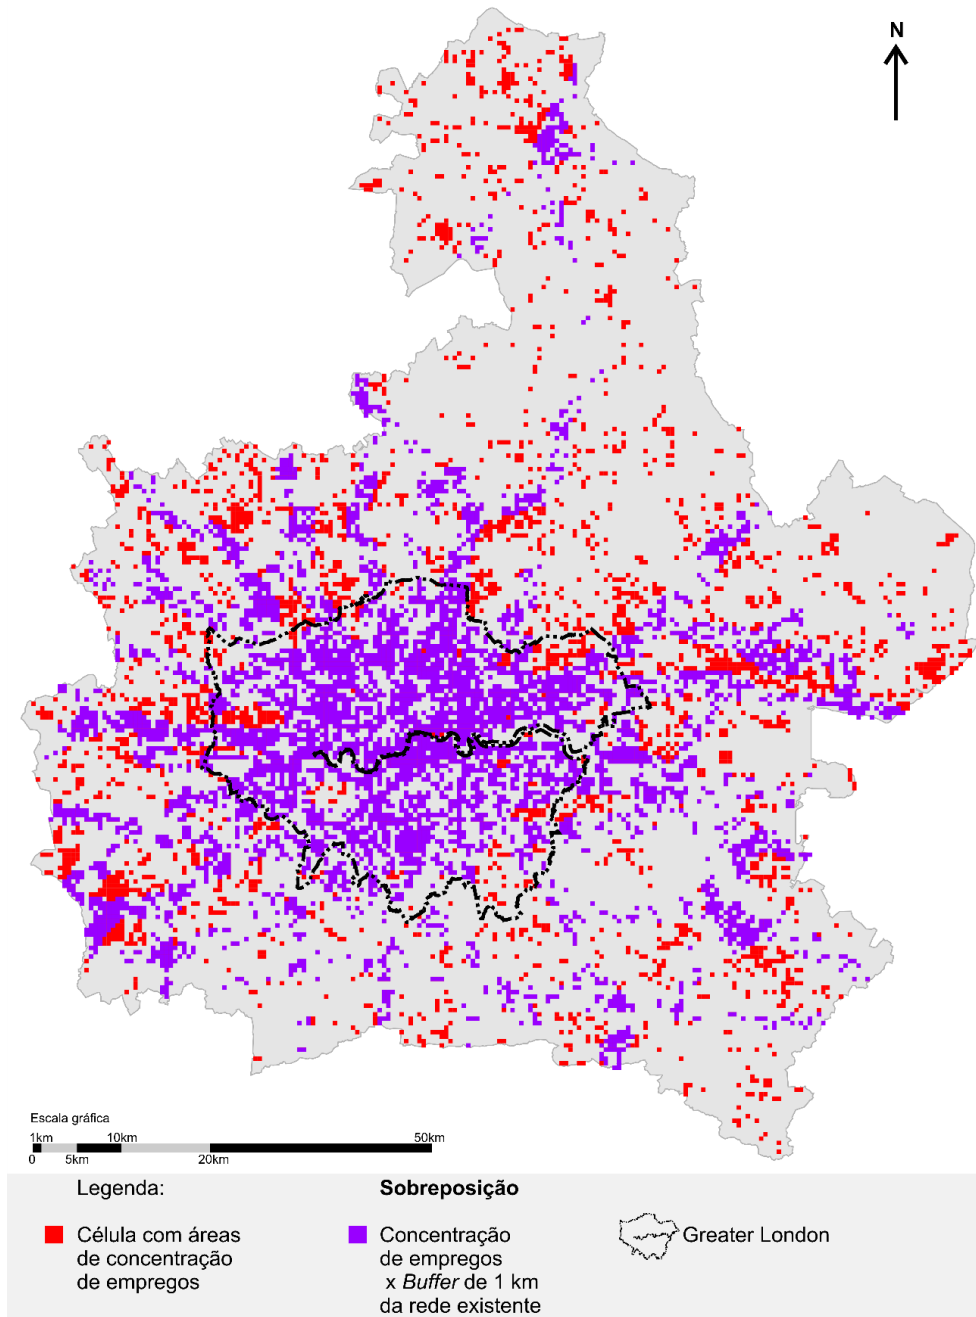 N
Escala gráfica
1km 10km 50km
0 5km 20km
Legenda:
Sobreposição
Célula com áreas
de concentração
de empregos
Concentração
de empregos
x Buffer de 1 km
da rede existente
Greater London